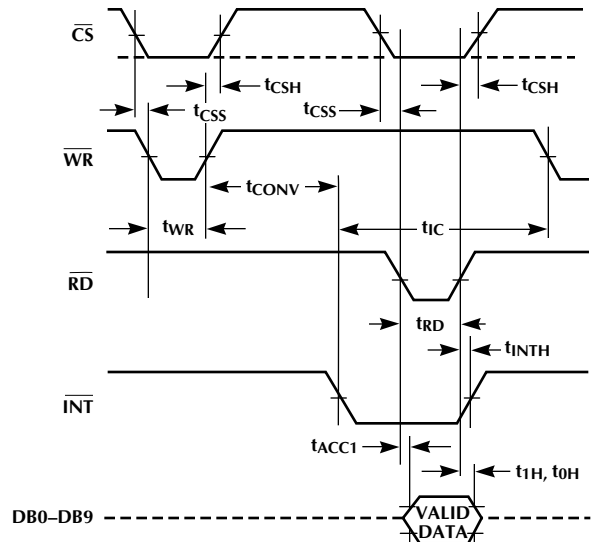 CS
tCSH
tCSH
tCSS
tCSS
WR
tCONV
tWR
tIC
RD
tRD
tINTH
INT
tACC1
t1H, t0H
DB0–DB9
VALID
DATA